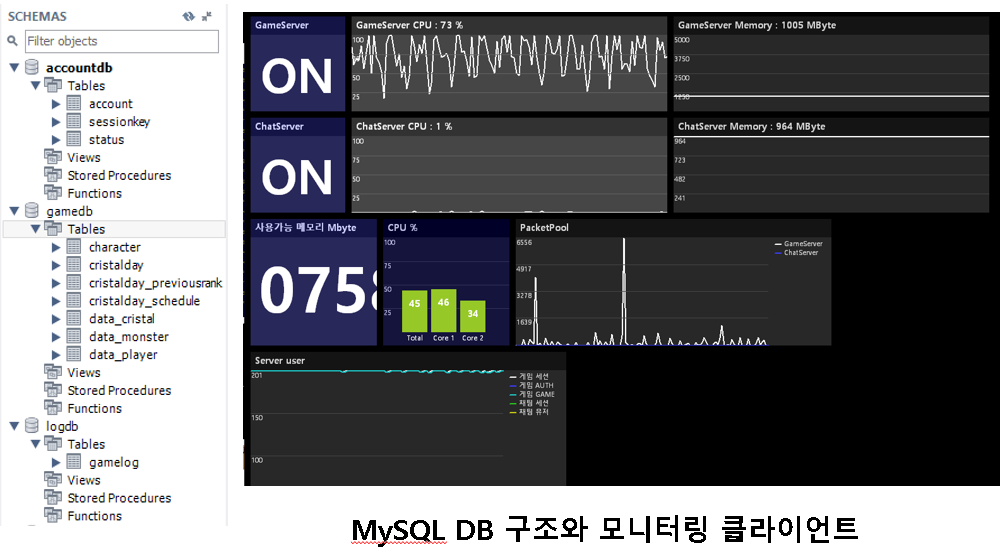 SCHEMAS
Filter objects
accountdb
Tables
account
sessionkey
status
Views
Stored Procedures
Functions
gamedb
Tables
character
cristalday
cristalday_previousrank
cristalday_schedule
data_cristal
data_monster
data_player
Views
Stored Procedures
Functions
logdb
Tables
gamelog
Views
Stored Procedures
Functions
GameServer
ON
GameServer CPU : 73 %
100
75
50
25
GameServer Memory : 1005 MByte
5000
3750
2500
1250
ChatServer
ON
ChatServer CPU : 1 %
100
75
50
25
ChatServer Memory : 964 MByte
964
723
482
241
사용가능 메모리 Mbyte
0758
CPU %
100
75
50
25
45
46
34
Total
Core 1
Core 2
PacketPool
6556
4917
3278
1639
GameServer
ChatServer
Server user
201
150
100
게임 세션
게임 AUTH
게임 GAME
채팅 세션
채팅 유저
MySQL DB 구조와 모니터링 클라이언트